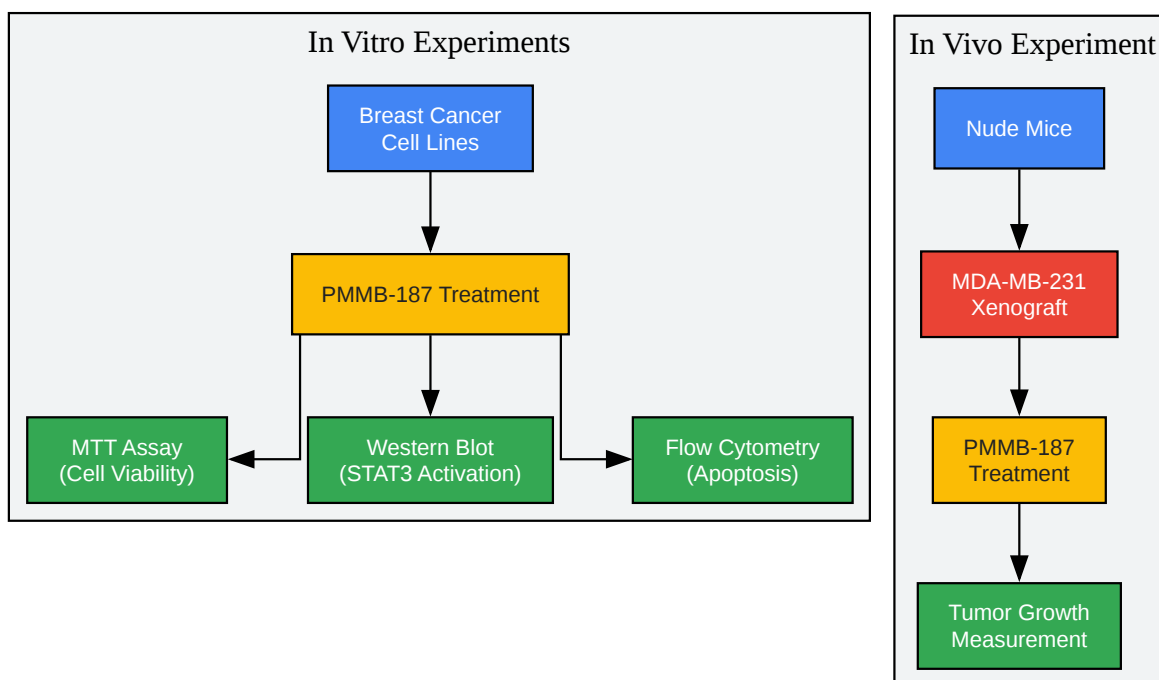 In Vitro Experiments
Breast Cancer
Cell Lines
PMMB-187 Treatment
MTT Assay
(Cell Viability)
Western Blot
(STAT3 Activation)
Flow Cytometry
(Apoptosis)
In Vivo Experiment
Nude Mice
MDA-MB-231
Xenograft
PMMB-187
Treatment
Tumor Growth
Measurement